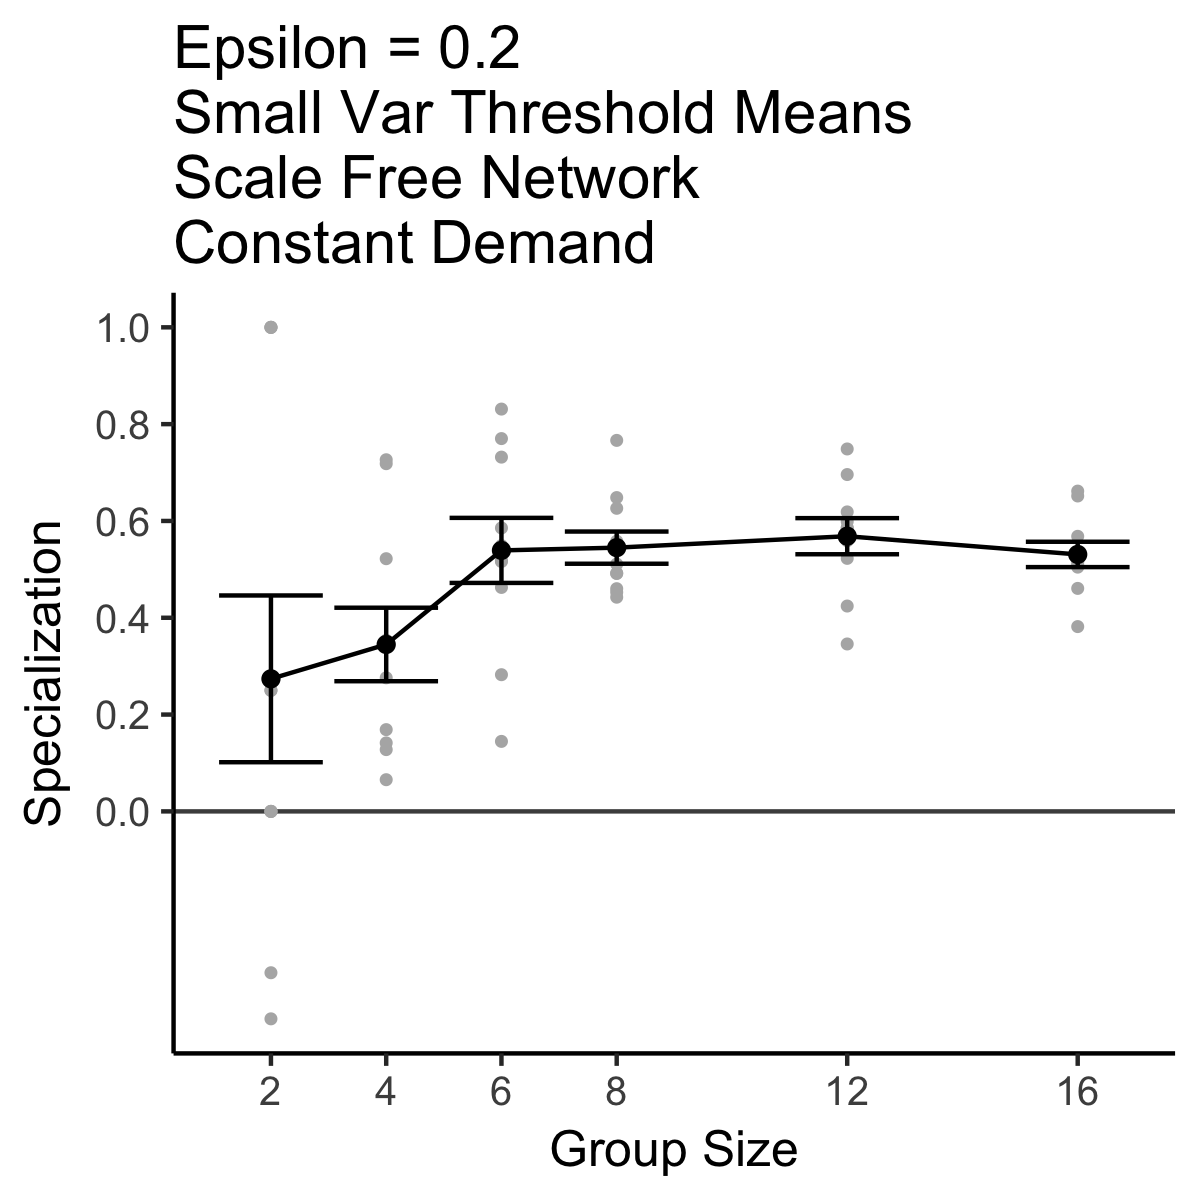 Epsilon = 0.2
Small Var Threshold Means
Scale Free Network
Constant Demand
Specialization
1.0
0.8
0.6
0.4
0.2
0.0
2 4 6 8 12 16
Group Size